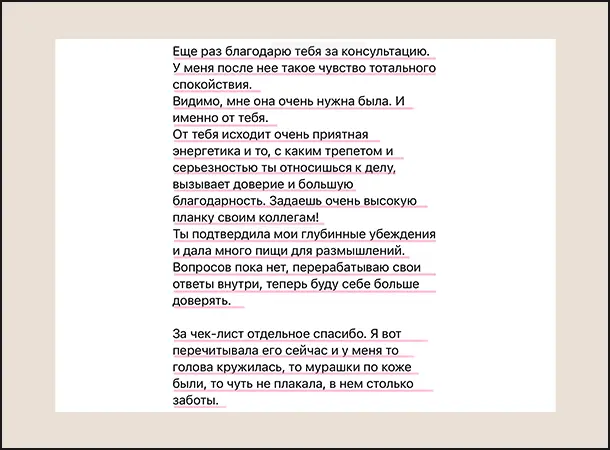 Еще раз благодарю тебя за консультацию.
У меня после нее такое чувство тотального
спокойствия.
Видимо, мне она очень нужна была. И
именно от тебя.
От тебя исходит очень приятная
энергетика и то, с каким трепетом и
серьезностью ты относишься к делу,
вызывает доверие и большую
благодарность. Задаешь очень высокую
планку своим коллегам!
Ты подтвердила мои глубинные убеждения
и дала много пищи для размышлений.
Вопросов пока нет, перерабатываю свои
ответы внутри, теперь буду себе больше
доверять.
За чек-лист отдельное спасибо. Я вот
перечитывала его сейчас и у меня то
голова кружилась, то мурашки по коже
были, то чуть не плакала, в нем столько
заботы.